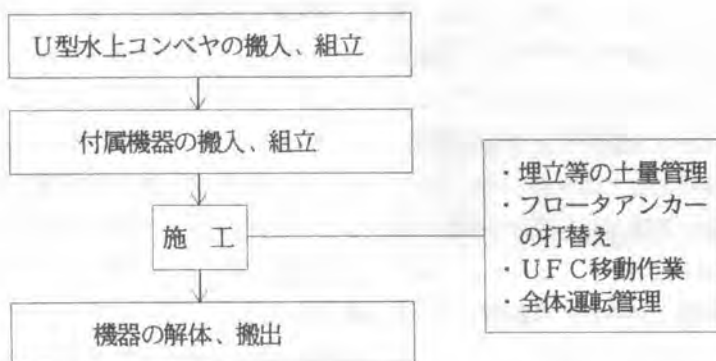 U型水上コンベヤの搬入、組立
付属機器の搬入、組立
施　工
・埋立等の土量管理
・フロータアンカー
の打替え
・UFC移動作業
・全体運転管理
機器の解体、搬出